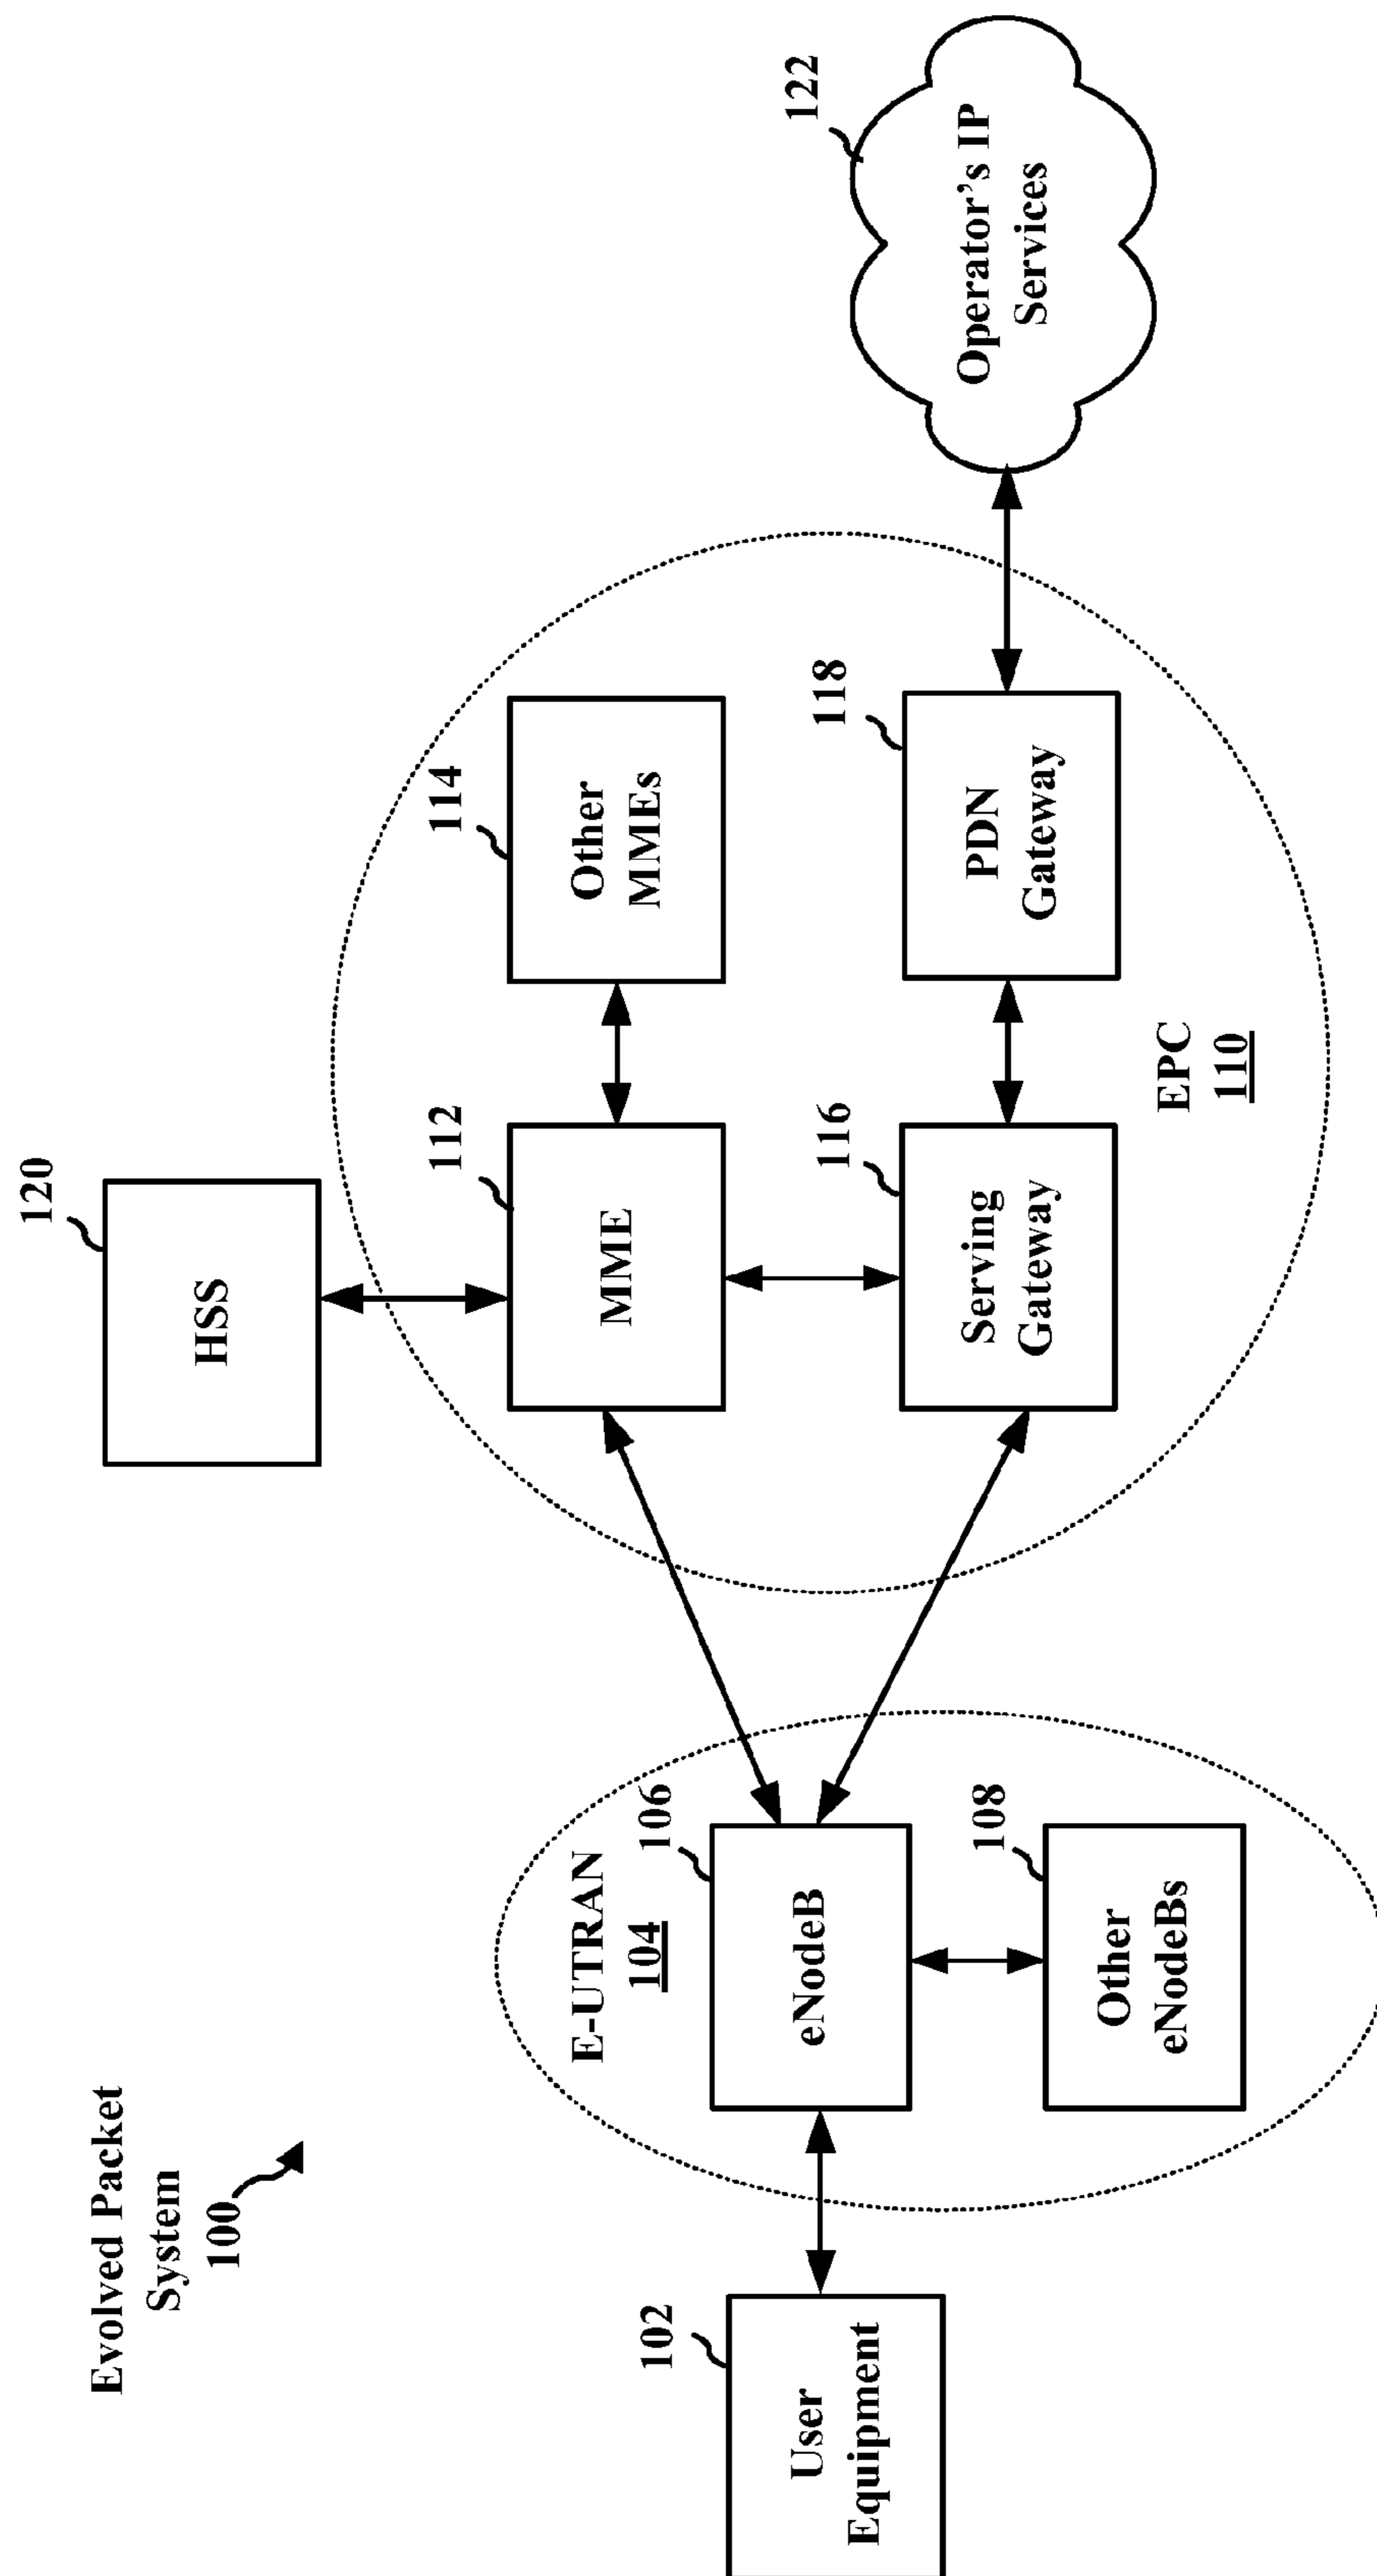 Evolved Packet
System
100
120
HSS
112
MME
114
Other
MMEs
E-UTRAN
104
106
eNodeB
102
User
Equipment
108
Other
eNodeBs
116
Serving
Gateway
118
PDN
Gateway
EPC
110
122
Operator's IP
Services